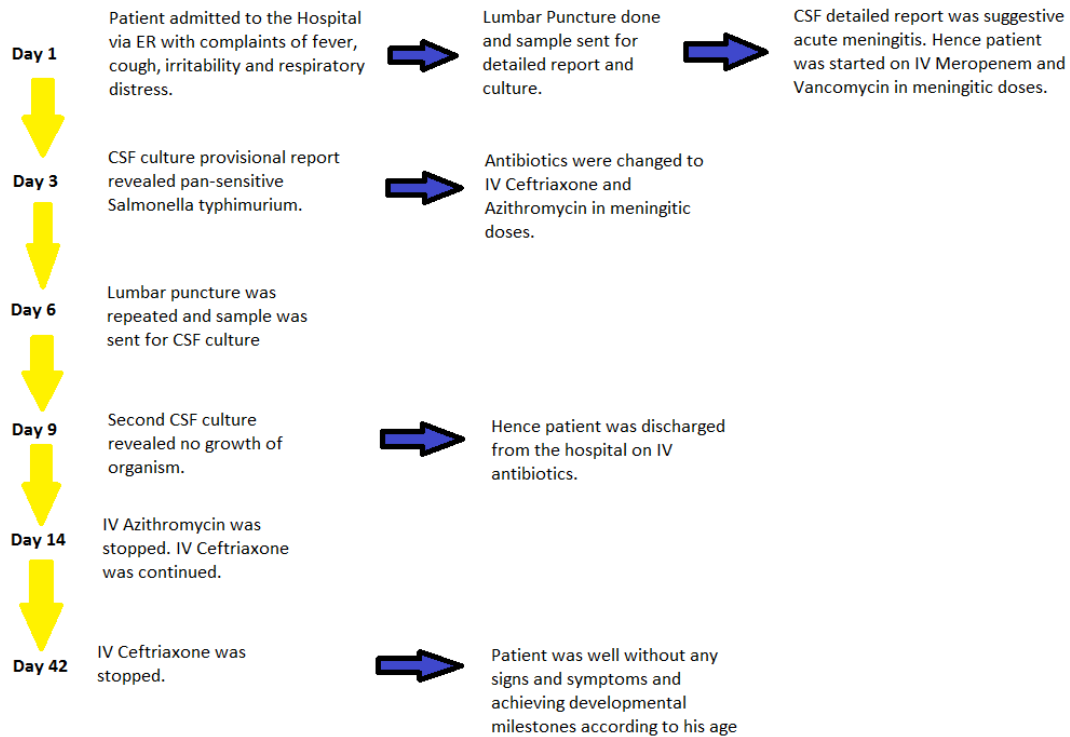 Day 1
Patient admitted to the Hospital
via ER with complaints of fever,
cough, irritability and respiratory
distress.
Lumbar Puncture done
and sample sent for
detailed report and
culture.
CSF detailed report was suggestive
acute meningitis. Hence patient
was started on IV Meropenem and
Vancomycin in meningitic doses.
Day 3
CSF culture provisional report
revealed pan-sensitive
Salmonella typhimurium.
Antibiotics were changed to
IV Ceftriaxone and
Azithromycin in meningitic
doses.
Day 6
Lumbar puncture was
repeated and sample was
sent for CSF culture
Day 9
Second CSF culture
revealed no growth of
organism.
Hence patient was discharged
from the hospital on IV
antibiotics.
Day 14
IV Azithromycin was
stopped. IV Ceftriaxone
was continued.
Day 42
IV Ceftriaxone was
stopped.
Patient was well without any
signs and symptoms and
achieving developmental
milestones according to his age